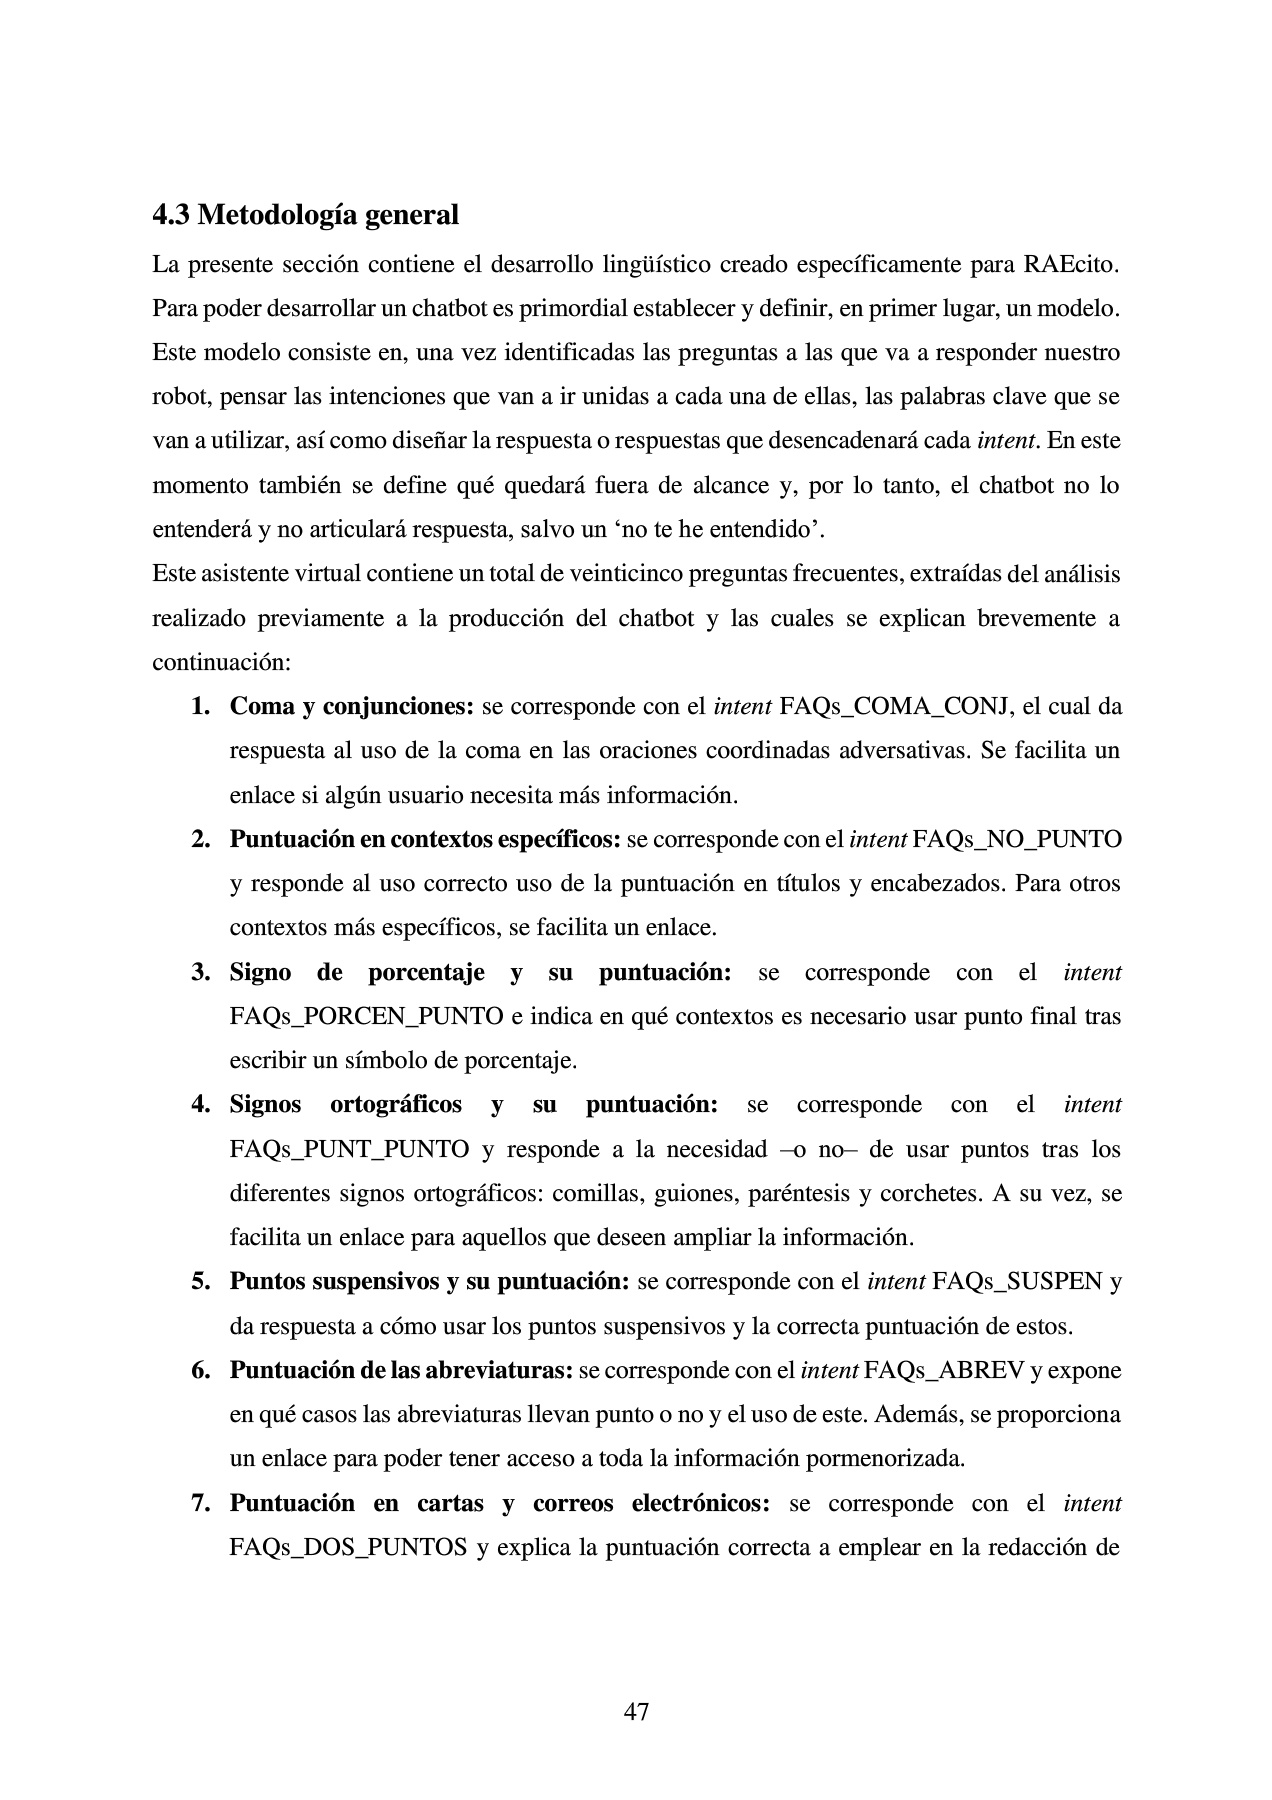 4.3 Metodología general
La presente sección contiene el desarrollo lingüístico creado específicamente para RAEcito.
Para poder desarrollar un chatbot es primordial establecer y definir, en primer lugar, un modelo.
Este modelo consiste en, una vez identificadas las preguntas a las que va a responder nuestro
robot, pensar las intenciones que van a ir unidas a cada una de ellas, las palabras clave que se
van a utilizar, así como diseñar la respuesta o respuestas que desencadenará cada intent. En este
momento también se define qué quedará fuera de alcance y, por lo tanto, el chatbot no lo
entenderá y no articulará respuesta, salvo un ‘no te he entendido’.
Este asistente virtual contiene un total de veinticinco preguntas frecuentes, extraídas del análisis
realizado previamente a la producción del chatbot y las cuales se explican brevemente a
continuación:
1. Coma y conjunciones: se corresponde con el intent FAQs_COMA_CONJ, el cual da
respuesta al uso de la coma en las oraciones coordinadas adversativas. Se facilita un
enlace si algún usuario necesita más información.
2. Puntuación en contextos específicos: se corresponde con el intent FAQs_NO_PUNTO
y responde al uso correcto uso de la puntuación en títulos y encabezados. Para otros
contextos más específicos, se facilita un enlace.
3. Signo de porcentaje y su puntuación: se corresponde con el intent
FAQs_PORCEN_PUNTO e indica en qué contextos es necesario usar punto final tras
escribir un símbolo de porcentaje.
4. Signos ortográficos y su puntuación: se corresponde con el intent
FAQs_PUNT_PUNTO y responde a la necesidad –o no– de usar puntos tras los
diferentes signos ortográficos: comillas, guiones, paréntesis y corchetes. A su vez, se
facilita un enlace para aquellos que deseen ampliar la información.
5. Puntos suspensivos y su puntuación: se corresponde con el intent FAQs_SUSPEN y
da respuesta a cómo usar los puntos suspensivos y la correcta puntuación de estos.
6. Puntuación de las abreviaturas: se corresponde con el intent FAQs_ABREV y expone
en qué casos las abreviaturas llevan punto o no y el uso de este. Además, se proporciona
un enlace para poder tener acceso a toda la información pormenorizada.
7. Puntuación en cartas y correos electrónicos: se corresponde con el intent
FAQs_DOS_PUNTOS y explica la puntuación correcta a emplear en la redacción de
47